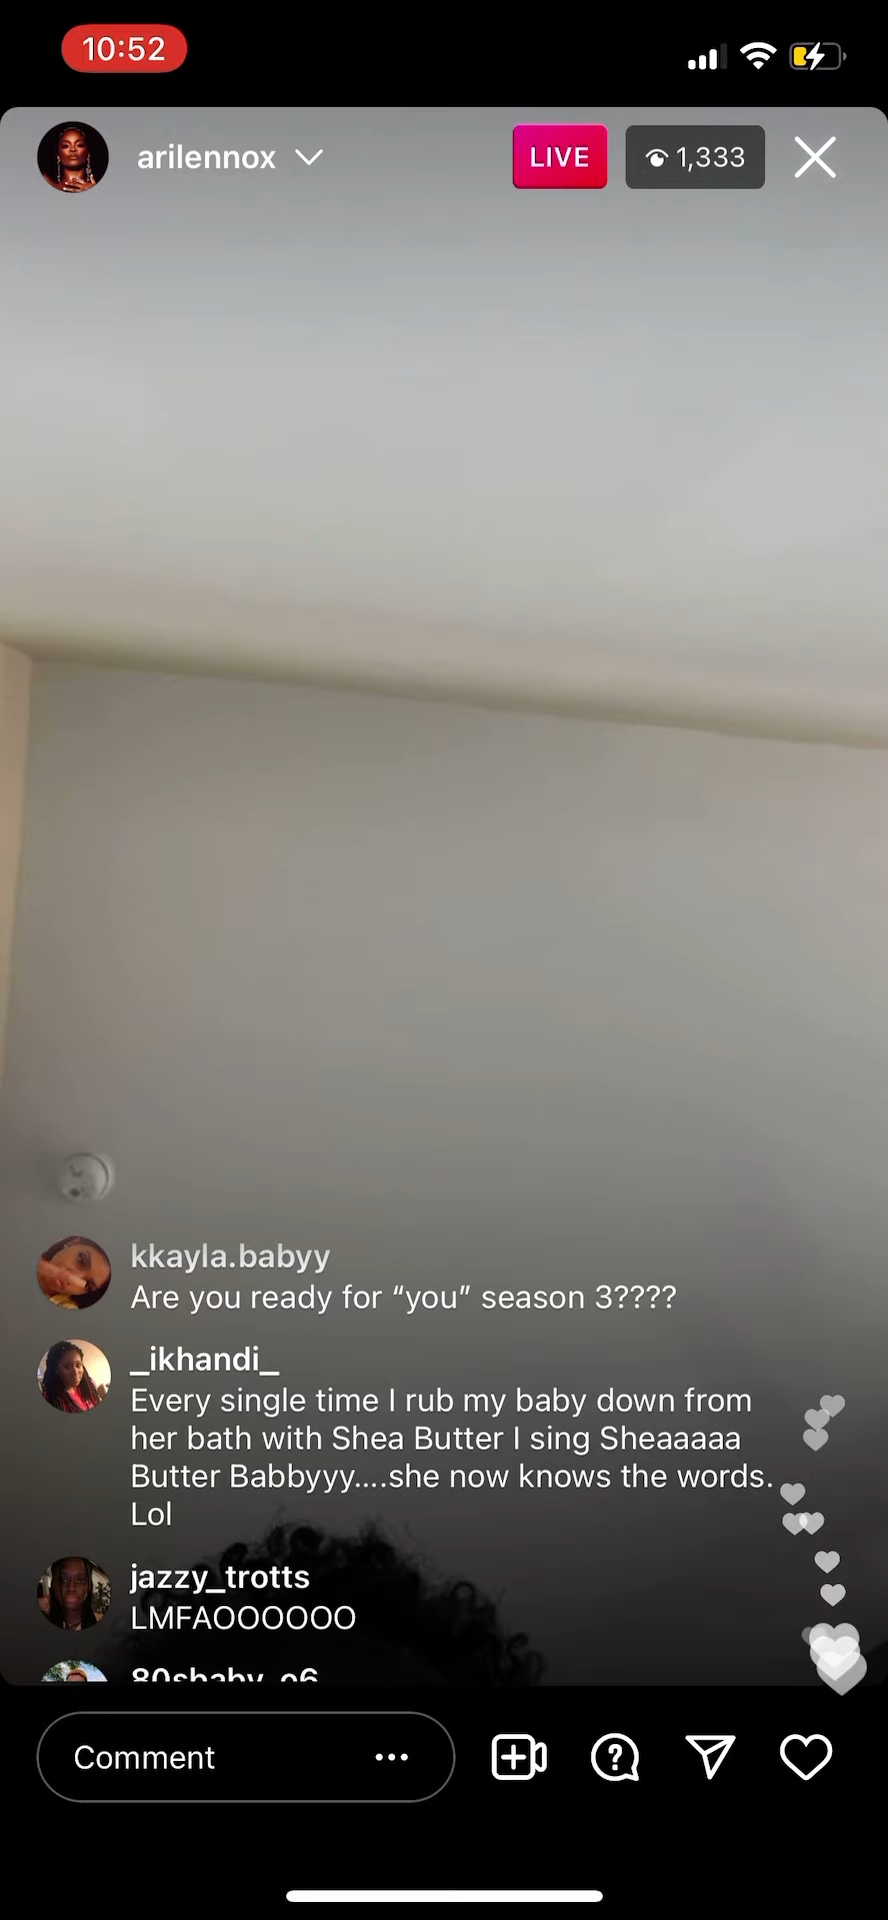 10:52
arilennox
LIVE
1,333
kkayla.babyy
Are you ready for “you” season 3????
_ikhandi_
Every single time I rub my baby down from
her bath with Shea Butter I sing Sheaaaaa
Butter Babbyyy....she now knows the words.
Lol
jazzy_trotts
LMFAOOOOOO
80sbaby_o6
Comment